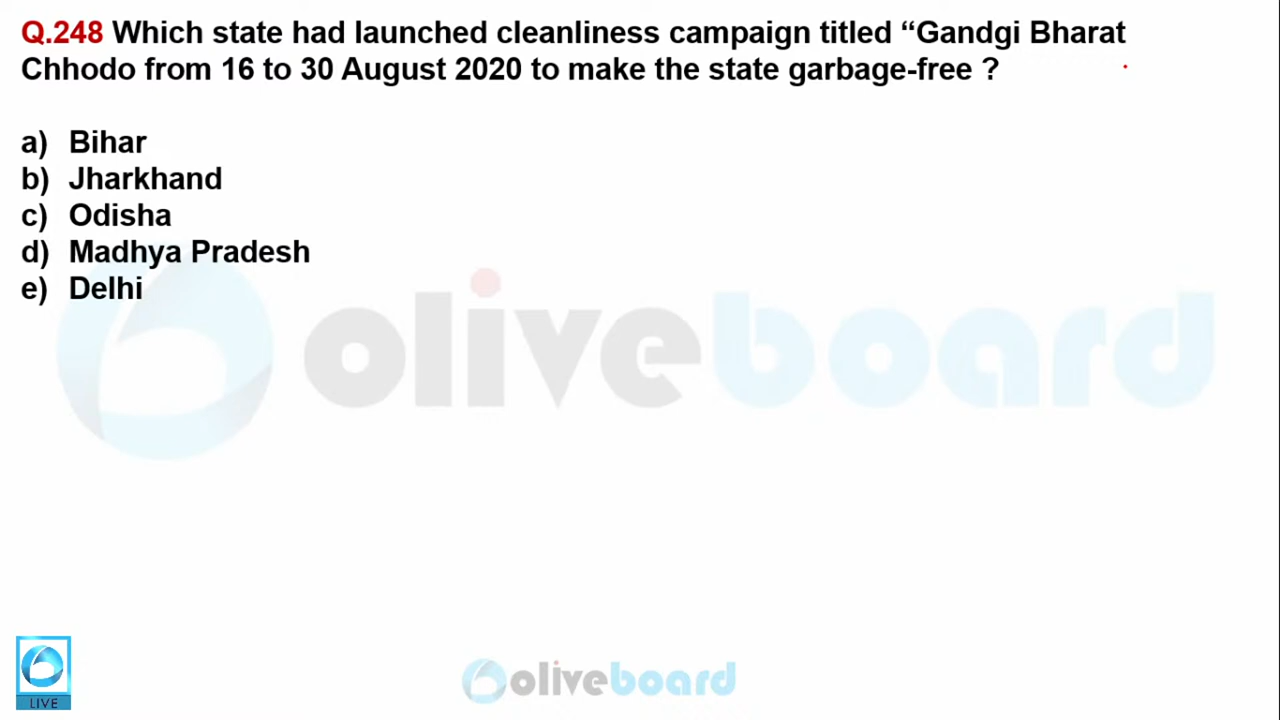 Q.248 Which state had launched cleanliness campaign titled “Gandgi Bharat
Chhodo from 16 to 30 August 2020 to make the state garbage-free ?
a) Bihar
b) Jharkhand
c) Odisha
d) Madhya Pradesh
e) Delhi
oliveboard
LIVE
oliveboard